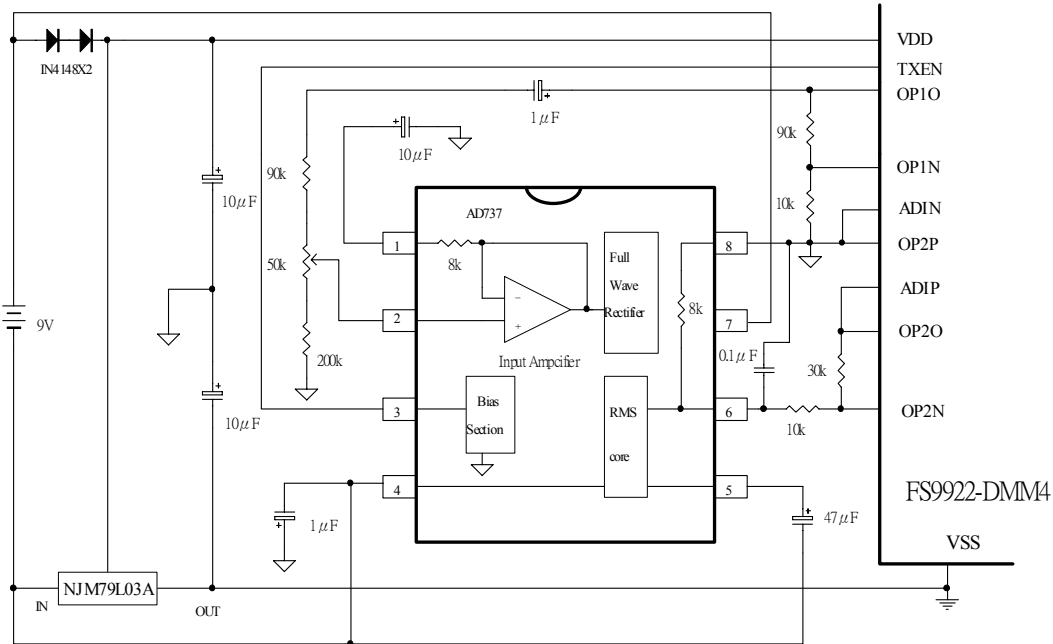 VDD
IN4148X2
TXEN
OP1O
1μF
90k
10μF
OP1N
90k
10μF
10k
ADIN
AD737
1
8k
8
OP2P
Full
Wave
Rectifier
50k
8k
ADIP
9V
2
−
+
7
OP2O
0.1μF
200k
Input Ampcifier
30k
10μF
3
Bias
Section
RMS
core
6
10k
OP2N
4
5
FS9922-DMM4
1μF
47μF
VSS
NJM79L03A
IN
OUT